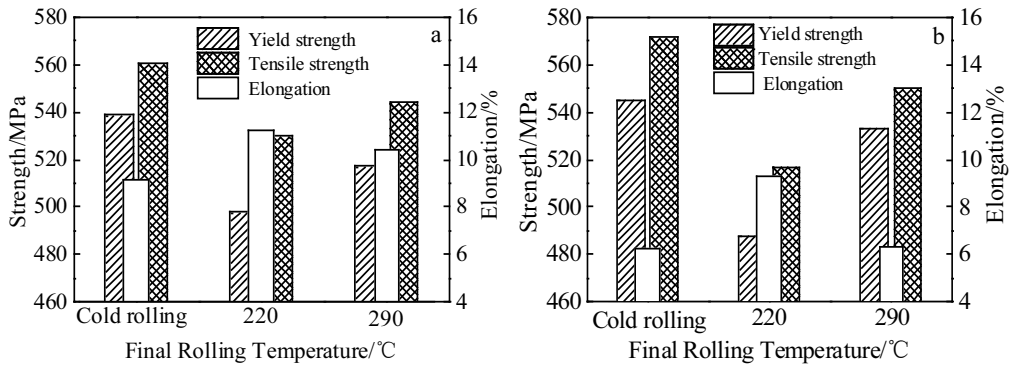 a
Yield strength
Tensile strength
Elongation
Strength/MPa
580
560
540
520
500
480
460
Elongation/%
16
14
12
10
8
6
4
Cold rolling 220 290
Final Rolling Temperature/℃
b
Yield strength
Tensile strength
Elongation
Strength/MPa
580
560
540
520
500
480
460
Elongation/%
16
14
12
10
8
6
4
Cold rolling 220 290
Final Rolling Temperature/℃